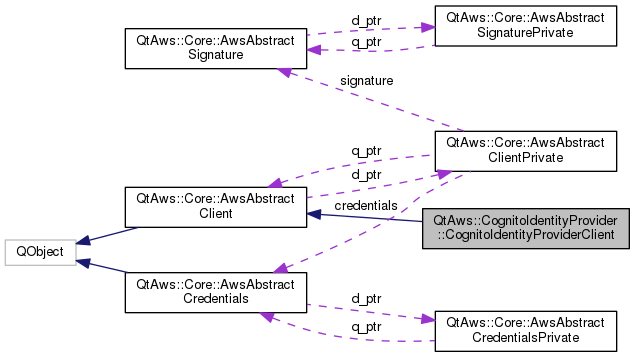 QtAws::Core::AwsAbstract
Signature
d_ptr
q_ptr
QtAws::Core::AwsAbstract
SignaturePrivate
signature
QtAws::Core::AwsAbstract
ClientPrivate
q_ptr
d_ptr
QtAws::Core::AwsAbstract
Client
credentials
QtAws::CognitoIdentityProvider
::CognitoIdentityProviderClient
QObject
QtAws::Core::AwsAbstract
Credentials
d_ptr
q_ptr
QtAws::Core::AwsAbstract
CredentialsPrivate